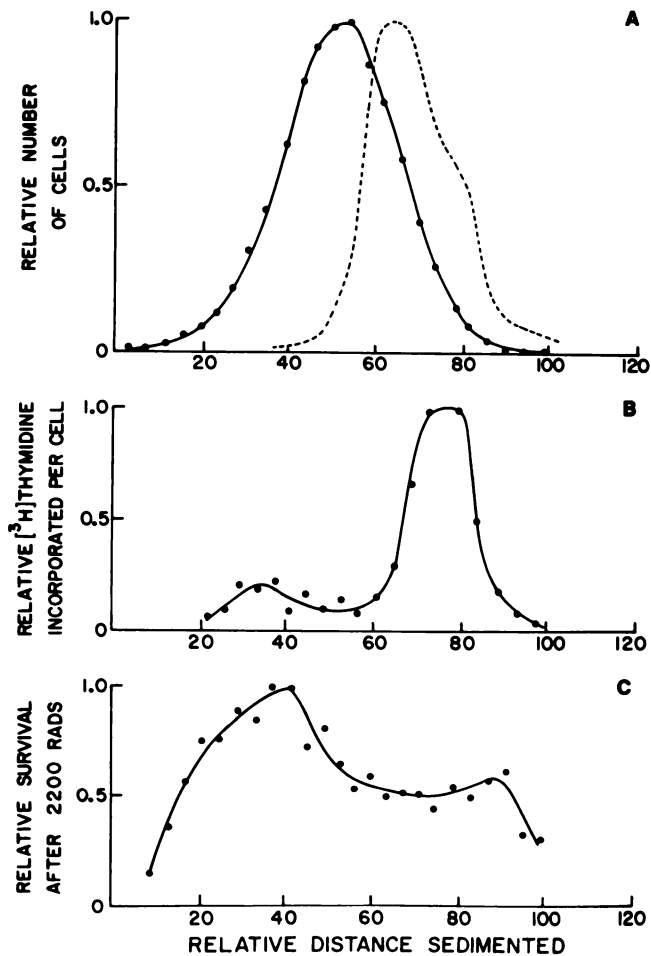 A
1.0
0.5
0
RELATIVE NUMBER
OF CELLS
20 40 60 80 100 120
B
1.0
0.5
0
RELATIVE [³H] THYMIDINE
INCORPORATED PER CELL
20 40 60 80 100 120
C
1.0
0.5
0
RELATIVE SURVIVAL
AFTER 2200 RADS
20 40 60 80 100 120
RELATIVE DISTANCE SEDIMENTED